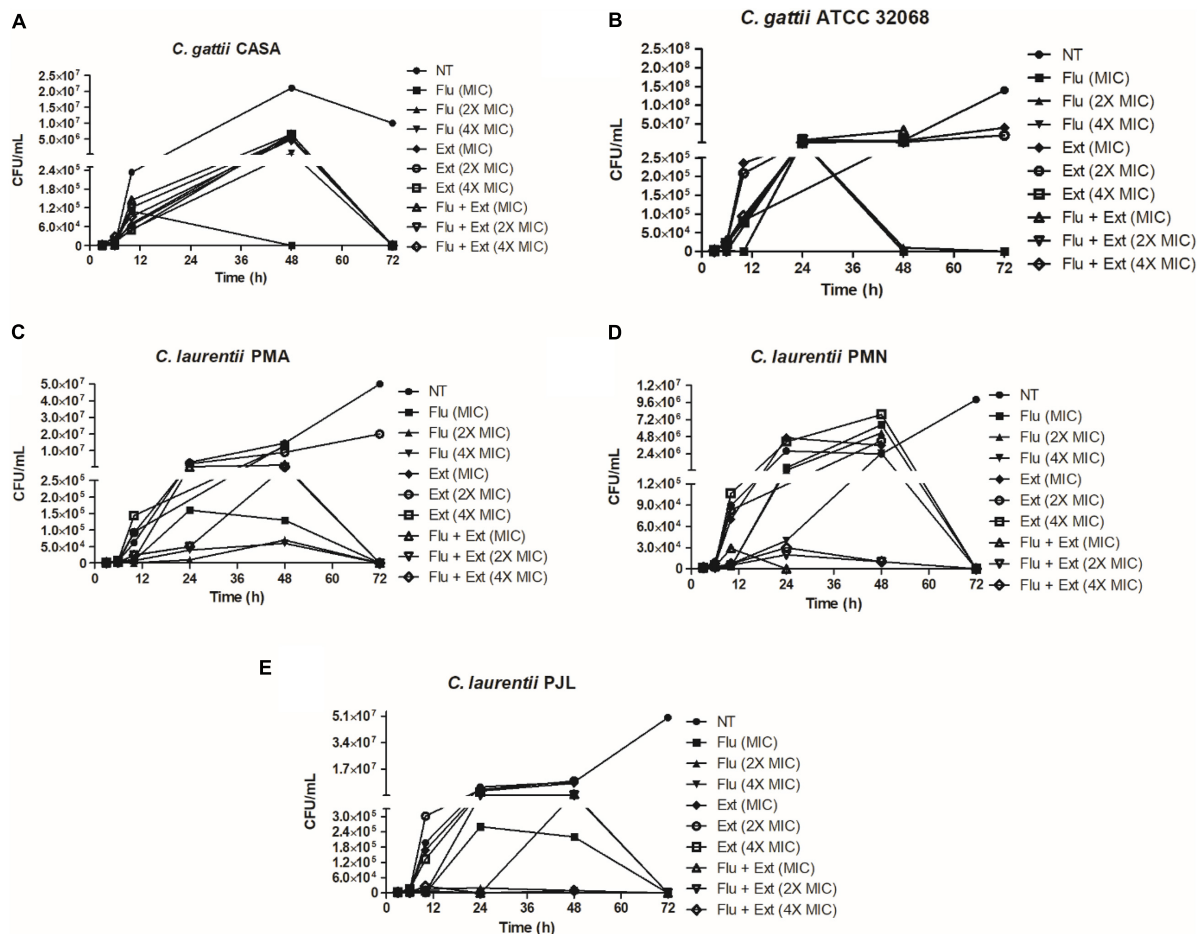 A
C. gattii CASA
CFU/mL
2.5×10⁷
2.0×10⁷
1.5×10⁷
1.0×10⁷
5.0×10⁶
2.4×10⁵
1.8×10⁵
1.2×10⁵
6.0×10⁴
0
0 12 24 36 48 60 72
Time (h)
NT
Flu (MIC)
Flu (2X MIC)
Flu (4X MIC)
Ext (MIC)
Ext (2X MIC)
Ext (4X MIC)
Flu + Ext (MIC)
Flu + Ext (2X MIC)
Flu + Ext (4X MIC)
B
C. gattii ATCC 32068
CFU/mL
2.5×10⁸
2.0×10⁸
1.5×10⁸
1.0×10⁸
5.0×10⁷
2.5×10⁵
2.0×10⁵
1.5×10⁵
1.0×10⁵
5.0×10⁴
0
0 12 24 36 48 60 72
Time (h)
NT
Flu (MIC)
Flu (2X MIC)
Flu (4X MIC)
Ext (MIC)
Ext (2X MIC)
Ext (4X MIC)
Flu + Ext (MIC)
Flu + Ext (2X MIC)
Flu + Ext (4X MIC)
C
C. laurentii PMA
CFU/mL
5.0×10⁷
4.0×10⁷
3.0×10⁷
2.0×10⁷
1.0×10⁷
2.5×10⁵
2.0×10⁵
1.5×10⁵
1.0×10⁵
5.0×10⁴
0
0 12 24 36 48 60 72
Time (h)
NT
Flu (MIC)
Flu (2X MIC)
Flu (4X MIC)
Ext (MIC)
Ext (2X MIC)
Ext (4X MIC)
Flu + Ext (MIC)
Flu + Ext (2X MIC)
Flu + Ext (4X MIC)
D
C. laurentii PMN
CFU/mL
1.2×10⁷
9.6×10⁶
7.2×10⁶
4.8×10⁶
2.4×10⁶
1.2×10⁵
9.0×10⁴
6.0×10⁴
3.0×10⁴
0
0 12 24 36 48 60 72
Time (h)
NT
Flu (MIC)
Flu (2X MIC)
Flu (4X MIC)
Ext (MIC)
Ext (2X MIC)
Ext (4X MIC)
Flu + Ext (MIC)
Flu + Ext (2X MIC)
Flu + Ext (4X MIC)
E
C. laurentii PJL
CFU/mL
5.1×10⁷
3.4×10⁷
1.7×10⁷
3.0×10⁵
2.4×10⁵
1.8×10⁵
1.2×10⁵
6.0×10⁴
0
0 12 24 36 48 60 72
Time (h)
NT
Flu (MIC)
Flu (2X MIC)
Flu (4X MIC)
Ext (MIC)
Ext (2X MIC)
Ext (4X MIC)
Flu + Ext (MIC)
Flu + Ext (2X MIC)
Flu + Ext (4X MIC)